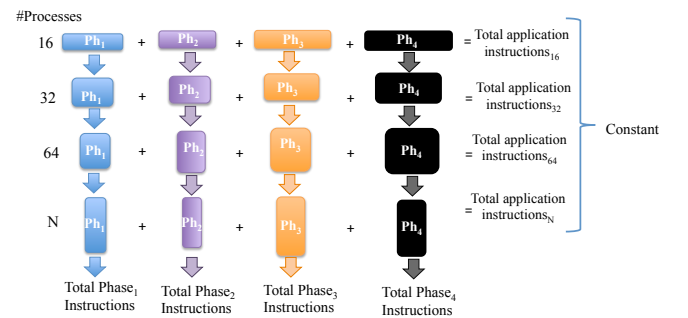 #Processes
16 Ph1 + Ph2 + Ph3 + Ph4 = Total application
instructions16
32 Ph1 + Ph2 + Ph3 + Ph4 = Total application
instructions32
Constant
64 Ph1 + Ph2 + Ph3 + Ph4 = Total application
instructions64
N Ph1 + Ph2 + Ph3 + Ph4 = Total application
instructionsN
Total Phase1
Instructions
Total Phase2
Instructions
Total Phase3
Instructions
Total Phase4
Instructions